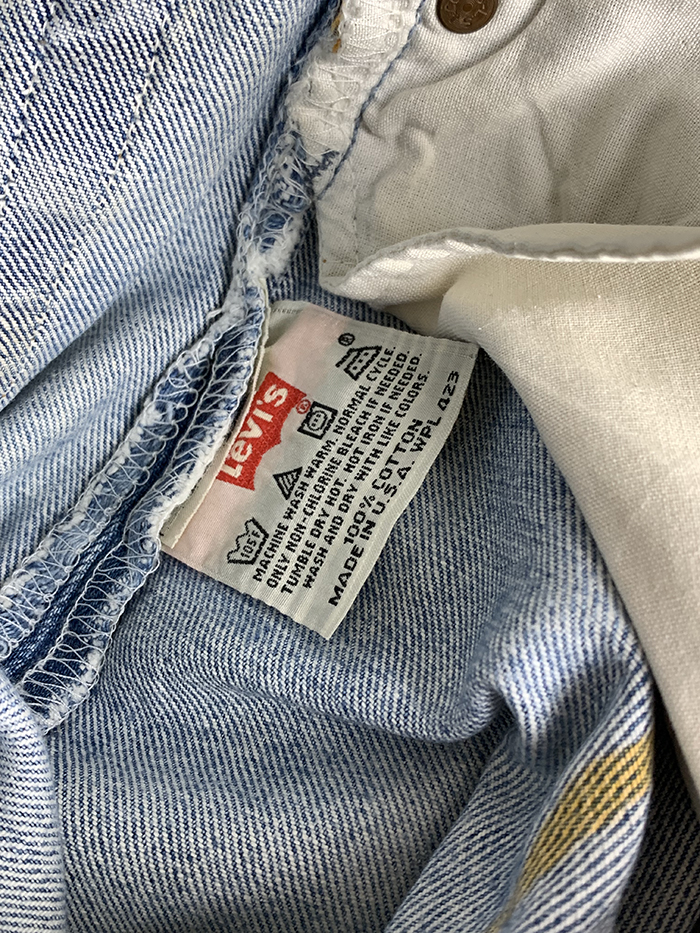 Levi's®
105F
MACHINE WASH WARM, NORMAL CYCLE.
ONLY NON-CHLORINE BLEACH IF NEEDED.
TUMBLE DRY HOT. HOT IRON IF NEEDED.
WASH AND DRY WITH LIKE COLORS.
100% COTTON
MADE IN U.S.A. WPL 423